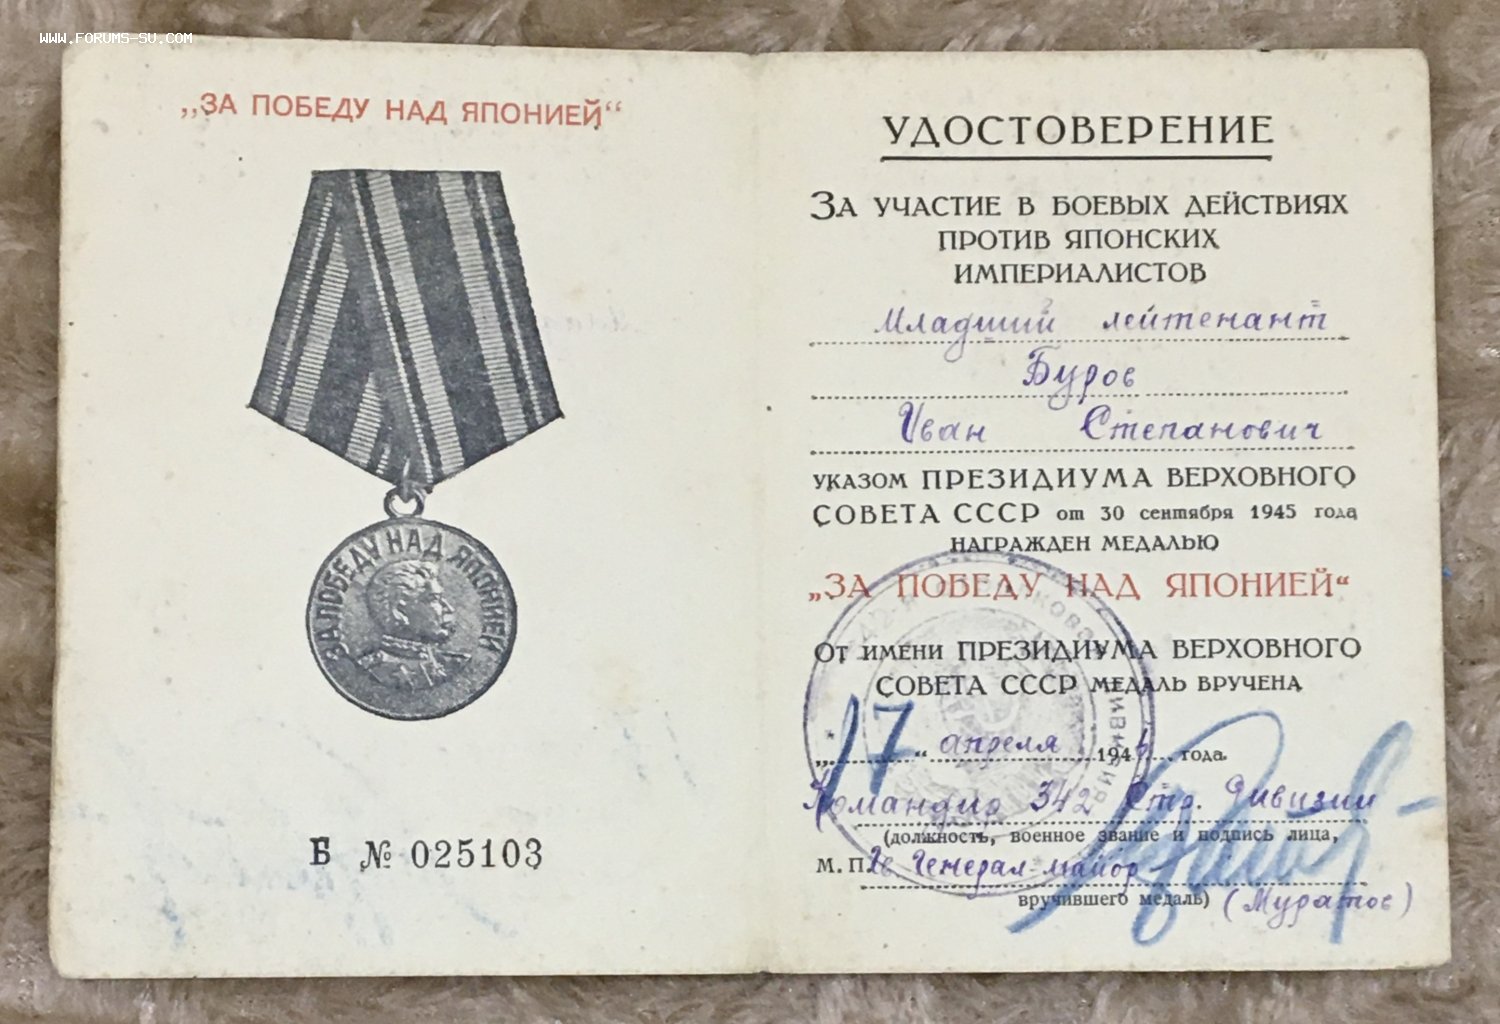 www.forums-su.com
„ЗА ПОБЕДУ НАД ЯПОНИЕЙ“
ЗА ПОБЕДУ НАД ЯПОНИЕЙ
Б № 025103
УДОСТОВЕРЕНИЕ
ЗА УЧАСТИЕ В БОЕВЫХ ДЕЙСТВИЯХ
ПРОТИВ ЯПОНСКИХ
ИМПЕРИАЛИСТОВ
Младший лейтенант
Буров
Иван Степанович
УКАЗОМ ПРЕЗИДИУМА ВЕРХОВНОГО
СОВЕТА СССР от 30 сентября 1945 года
НАГРАЖДЕН МЕДАЛЬЮ
„ЗА ПОБЕДУ НАД ЯПОНИЕЙ“
ОТ ИМЕНИ ПРЕЗИДИУМА ВЕРХОВНОГО
СОВЕТА СССР МЕДАЛЬ ВРУЧЕНА
„17“ апреля 1946 года.
Командир 342 Стр. Дивизии
(должность, военное звание и подпись лица,
М. П. Гв. Генерал-майор
вручившего медаль) (Муратов)